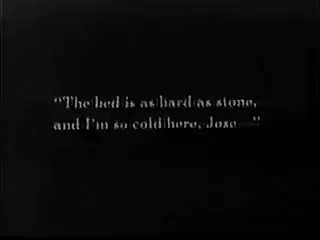 "The bed is as hard as stone,
and I'm so cold here, Jose —"